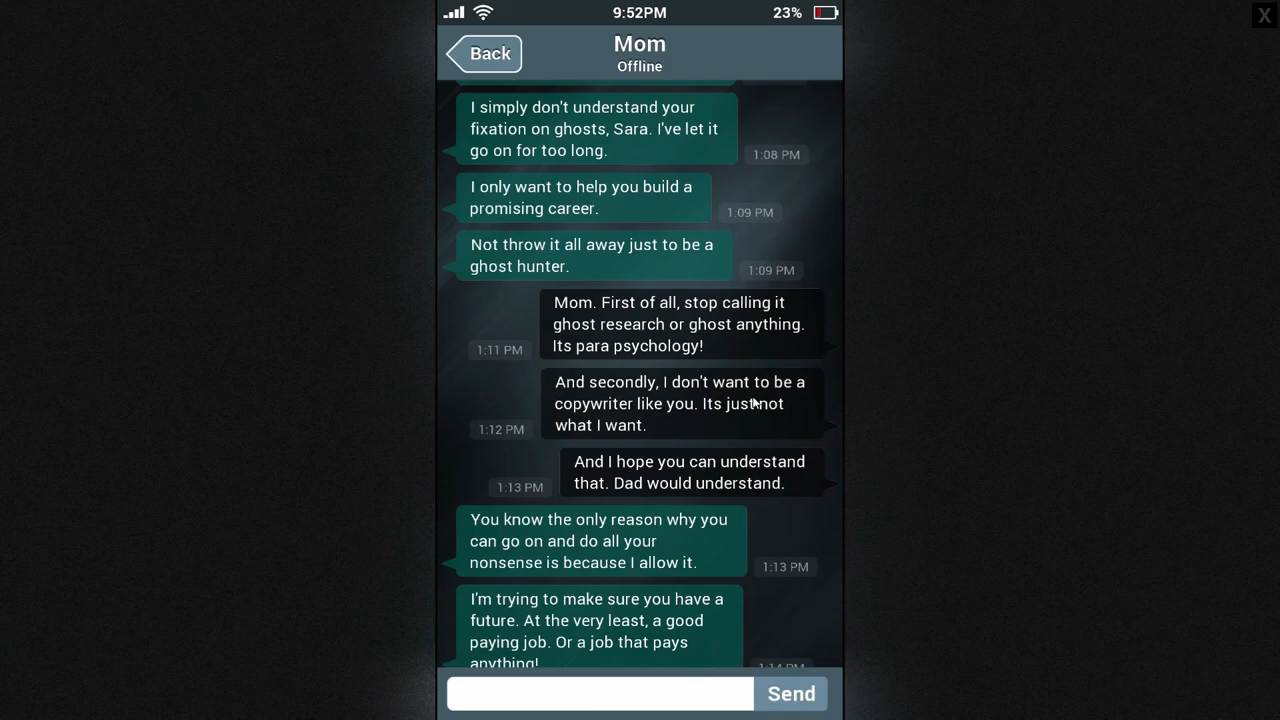 9:52PM
23%
X
Back
Mom
Offline
I simply don't understand your
fixation on ghosts, Sara. I've let it
go on for too long.
1:08 PM
I only want to help you build a
promising career.
1:09 PM
Not throw it all away just to be a
ghost hunter.
1:09 PM
Mom. First of all, stop calling it
ghost research or ghost anything.
Its para psychology!
1:11 PM
And secondly, I don't want to be a
copywriter like you. Its just not
what I want.
1:12 PM
And I hope you can understand
that. Dad would understand.
1:13 PM
You know the only reason why you
can go on and do all your
nonsense is because I allow it.
1:13 PM
I'm trying to make sure you have a
future. At the very least, a good
paying job. Or a job that pays
anything!
1:14 PM
Send